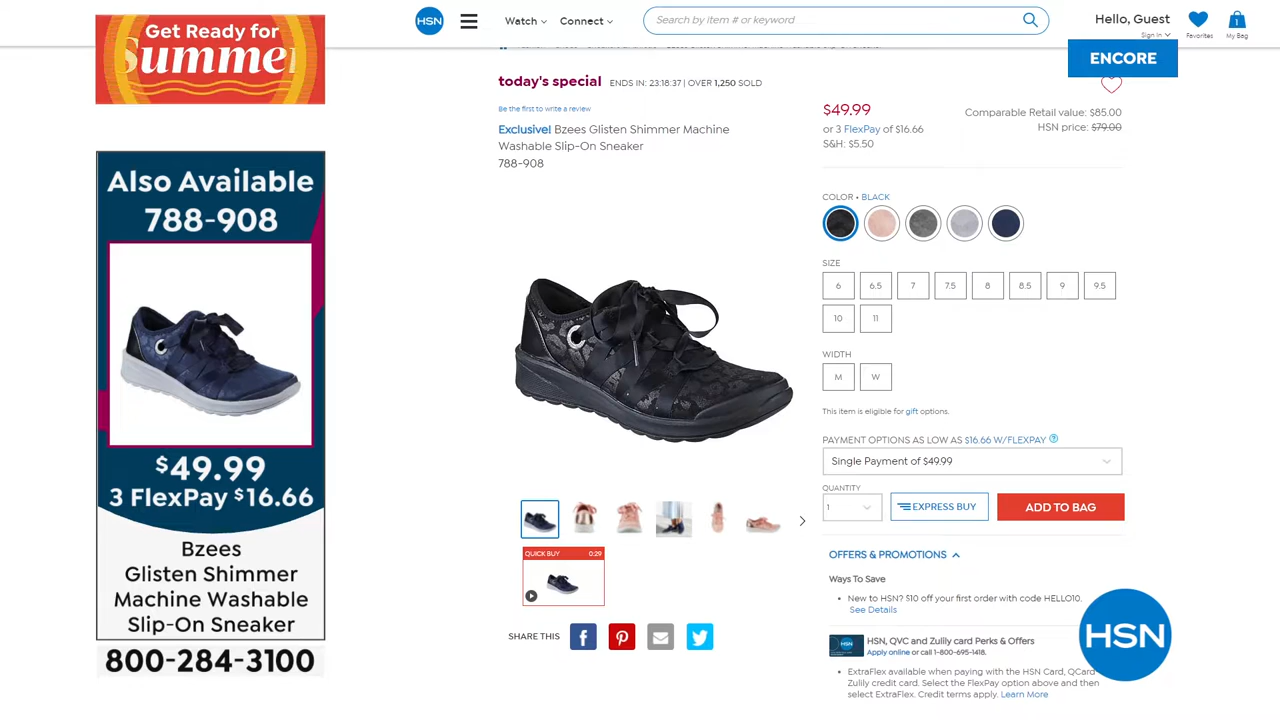 Get Ready for
Summer
Also Available
788-908
$49.99
3 FlexPay $16.66
Bzees
Glisten Shimmer
Machine Washable
Slip-On Sneaker
800-284-3100
HSN
Watch
Connect
Search by item # or keyword
Hello, Guest
Sign in
Favorites
My Bag
ENCORE
today's special ENDS IN: 23:18:37 | OVER 1,250 SOLD
Be the first to write a review
Exclusive! Bzees Glisten Shimmer Machine
Washable Slip-On Sneaker
788-908
$49.99
or 3 FlexPay of $16.66
S&H: $5.50
Comparable Retail value: $85.00
HSN price: $79.00
COLOR • BLACK
SIZE
6 6.5 7 7.5 8 8.5 9 9.5
10 11
WIDTH
M W
This item is eligible for gift options.
PAYMENT OPTIONS AS LOW AS $16.66 W/FLEXPAY ?
Single Payment of $49.99
QUANTITY
1
EXPRESS BUY
ADD TO BAG
QUICK BUY 0:29
SHARE THIS
OFFERS & PROMOTIONS
Ways To Save
• New to HSN? $10 off your first order with code HELLO10.
See Details
HSN, QVC and Zulily card Perks & Offers
Apply online or call 1-800-695-1418.
• ExtraFlex available when paying with the HSN Card, QCard
Zulily credit card. Select the FlexPay option above and then
select ExtraFlex. Credit terms apply. Learn More
HSN